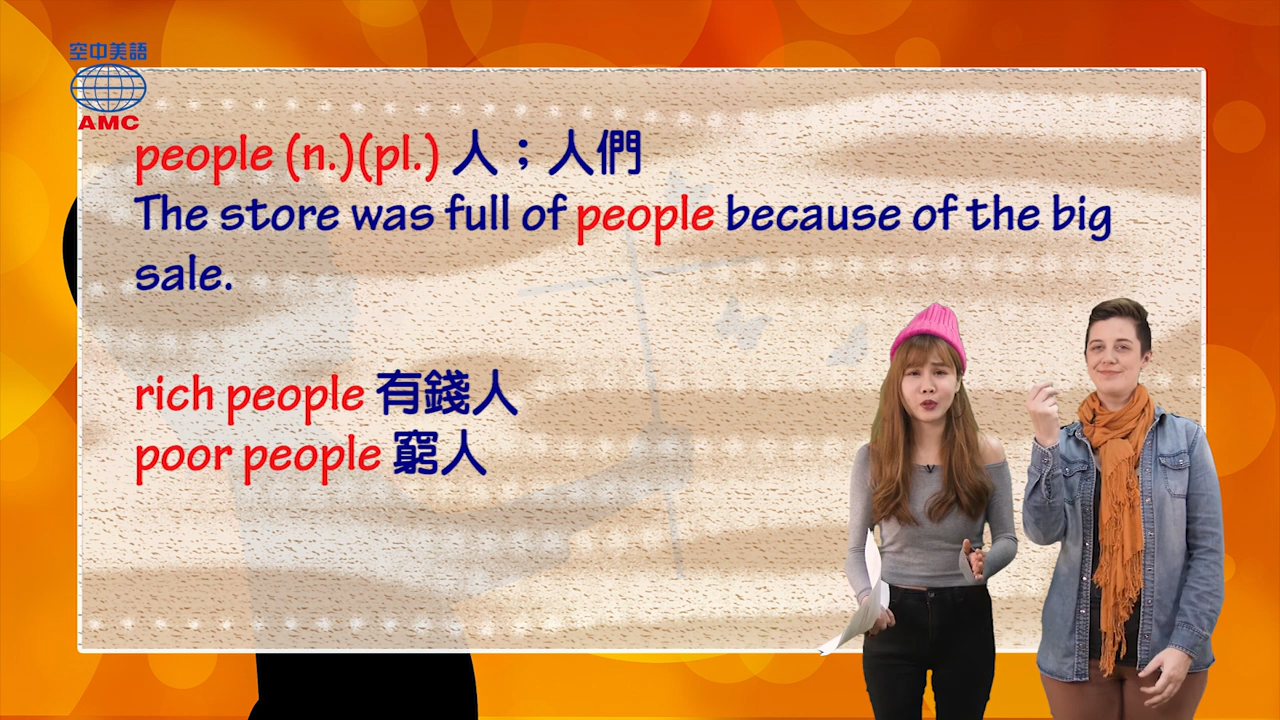 空中美語
AMC
people (n.)(pl.) 人；人們
The store was full of people because of the big
sale.
rich people 有錢人
poor people 窮人